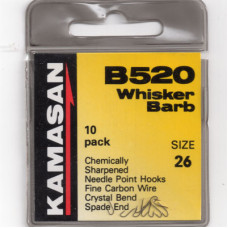 KAMASAN
B520
Whisker
Barb
10
pack
SIZE
26
Chemically
Sharpened
Needle Point Hooks
Fine Carbon Wire
Crystal Bend
Spade End